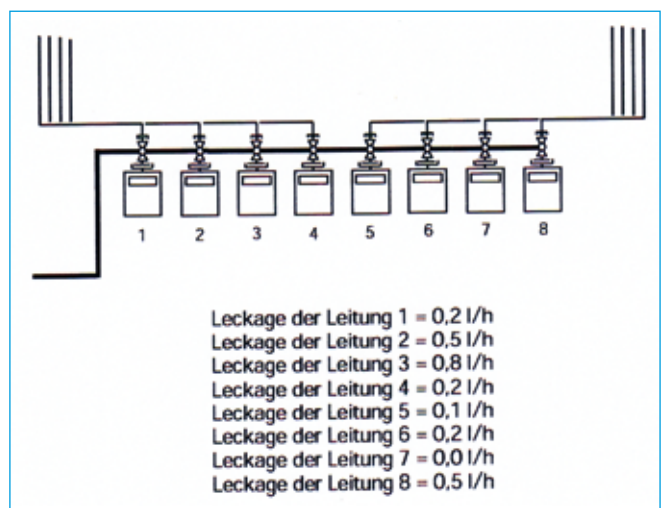 1 2 3 4 5 6 7 8
Leckage der Leitung 1 = 0,2 l/h
Leckage der Leitung 2 = 0,5 l/h
Leckage der Leitung 3 = 0,8 l/h
Leckage der Leitung 4 = 0,2 l/h
Leckage der Leitung 5 = 0,1 l/h
Leckage der Leitung 6 = 0,2 l/h
Leckage der Leitung 7 = 0,0 l/h
Leckage der Leitung 8 = 0,5 l/h